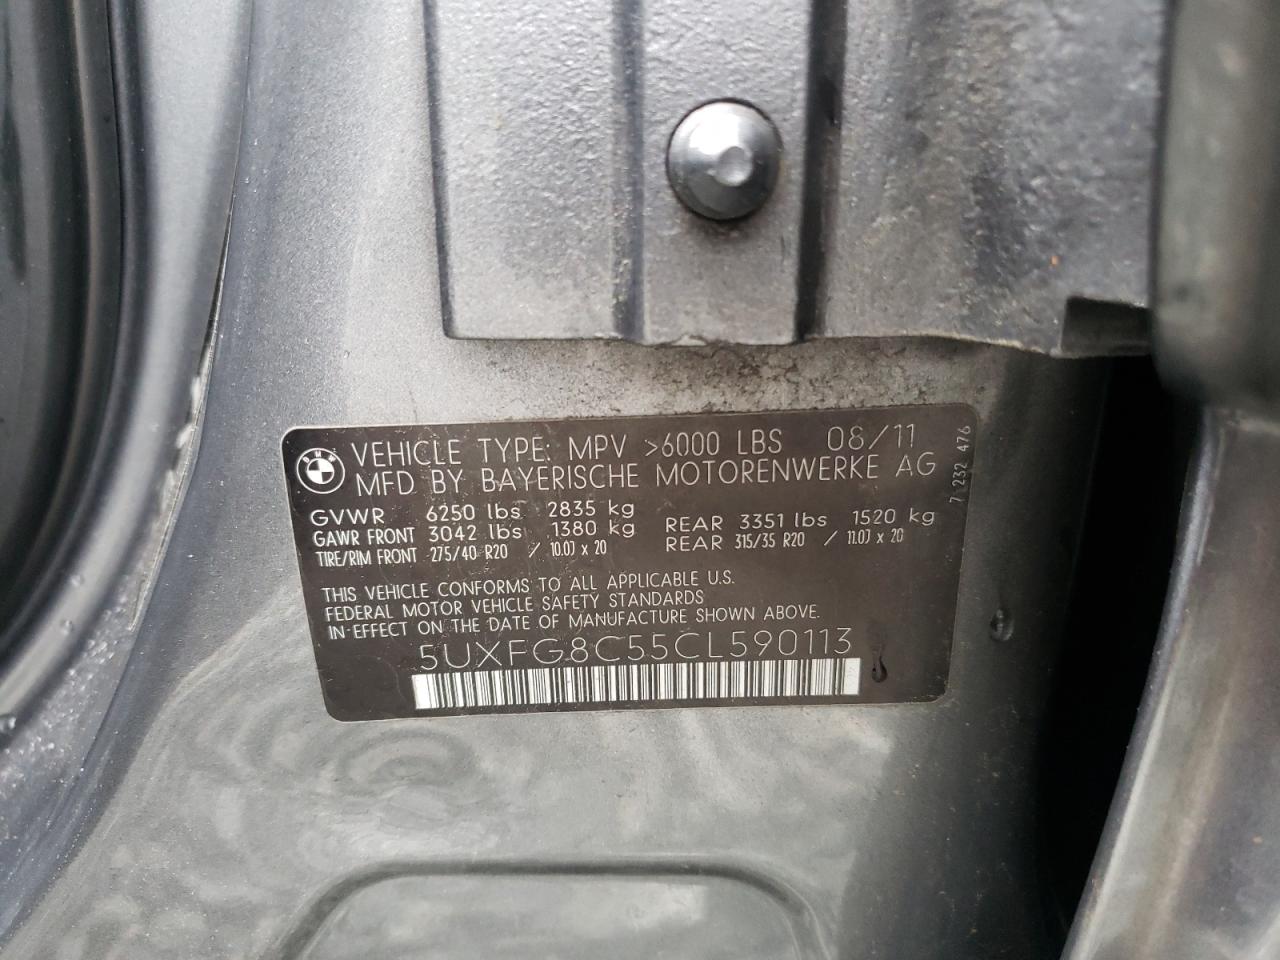 BMW
VEHICLE TYPE: MPV >6000 LBS 08/11
MFD BY BAYERISCHE MOTORENWERKE AG
GVWR 6250 lbs 2835 kg
GAWR FRONT 3042 lbs 1380 kg REAR 3351 lbs 1520 kg
TIRE/RIM FRONT 275/40 R20 / 10.0J x 20 REAR 315/35 R20 / 11.0J x 20
THIS VEHICLE CONFORMS TO ALL APPLICABLE U.S.
FEDERAL MOTOR VEHICLE SAFETY STANDARDS
IN EFFECT ON THE DATE OF MANUFACTURE SHOWN ABOVE.
5UXFG8C55CL590113
7 232 476